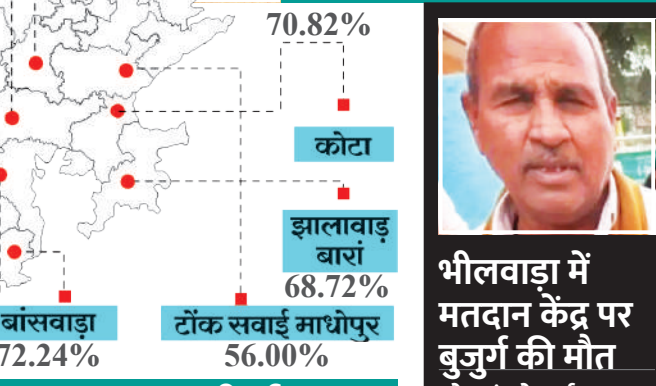 70.82%
कोटा
झालावाड़
बारां
68.72%
बांसवाड़ा
72.24%
टोंक सवाई माधोपुर
56.00%
भीलवाड़ा में
मतदान केंद्र पर
बुजुर्ग की मौत